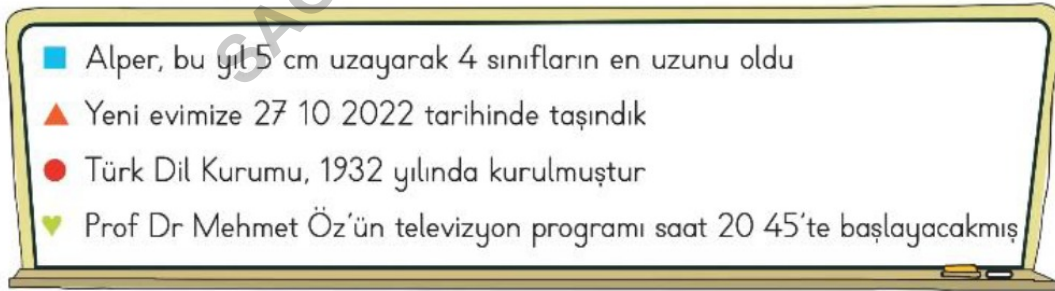 Alper, bu yıl 5 cm uzayarak 4 sınıfların en uzunu oldu
Yeni evimize 27 10 2022 tarihinde taşındık
Türk Dil Kurumu, 1932 yılında kurulmuştur
Prof Dr Mehmet Öz'ün televizyon programı saat 20 45'te başlayacakmış